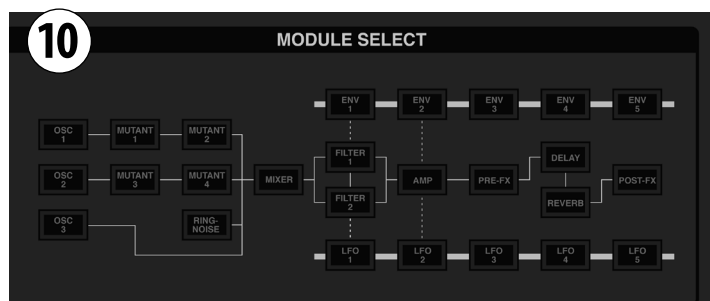 10
MODULE SELECT
ENV
1
ENV
2
ENV
3
ENV
4
ENV
5
OSC
1
MUTANT
1
MUTANT
2
OSC
2
MUTANT
3
MUTANT
4
OSC
3
RING-
NOISE
MIXER
FILTER
1
FILTER
2
AMP
PRE-FX
DELAY
REVERB
POST-FX
LFO
1
LFO
2
LFO
3
LFO
4
LFO
5